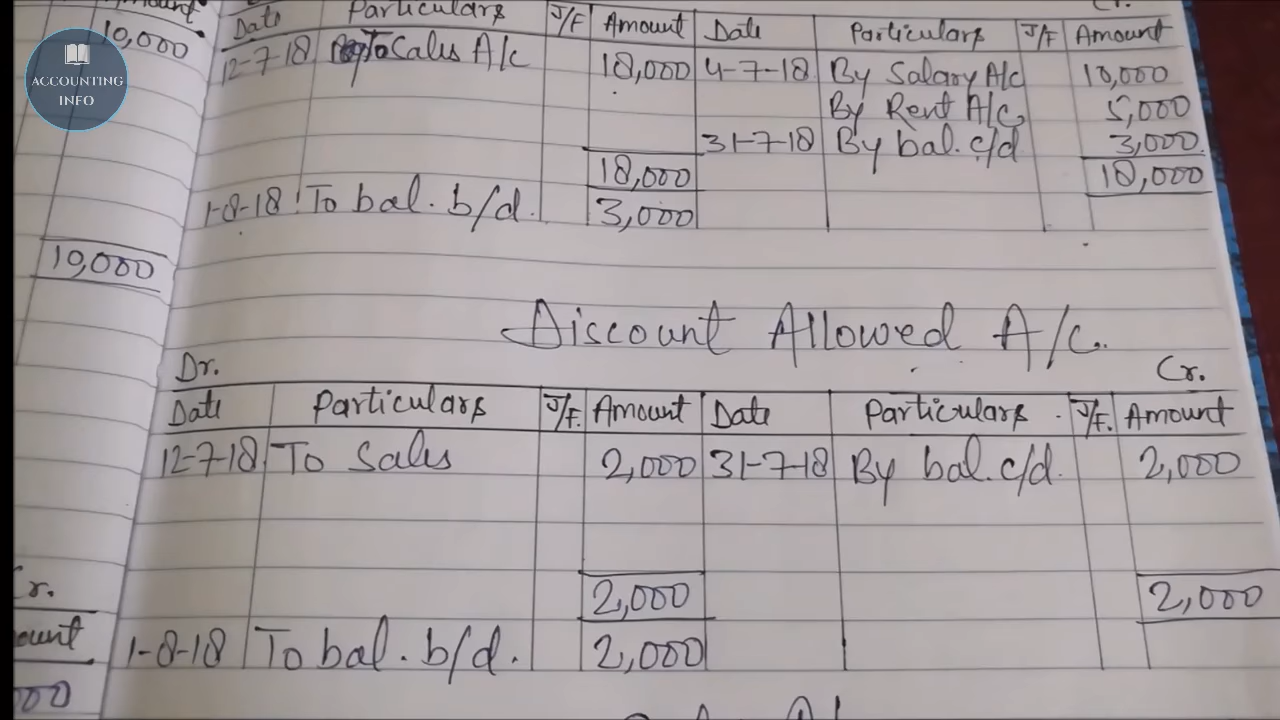 Amount
10,000
ACCOUNTING
INFO
Date Particulars J/F Amount Date Particulars J/F Amount
12-7-18 To Sales A/c 18,000 4-7-18 By Salary A/c 10,000
By Rent A/c 5,000
31-7-18 By bal. c/d 3,000
18,000 18,000
1-8-18 To bal. b/d. 3,000
10,000
Discount Allowed A/c.
Dr. Cr.
Date Particulars J/F. Amount Date Particulars J/F. Amount
12-7-18 To Sales 2,000 31-7-18 By bal. c/d. 2,000
2,000 2,000
1-8-18 To bal. b/d. 2,000
Cr.
ount
000